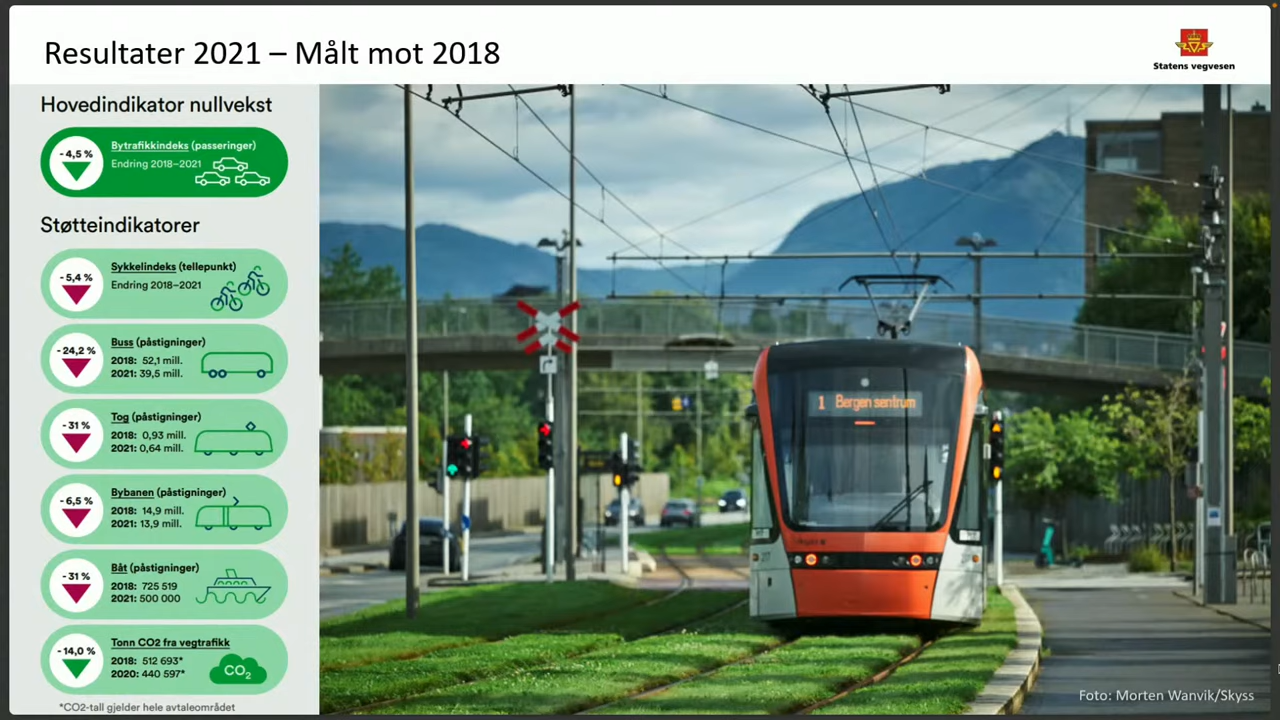 Resultater 2021 – Målt mot 2018
Statens vegvesen
Hovedindikator nullvekst
- 4,5 %
Bytrafikkindeks (passeringer)
Endring 2018–2021
Støtteindikatorer
- 5,4 %
Sykkelindeks (tellepunkt)
Endring 2018–2021
- 24,2 %
Buss (påstigninger)
2018: 52,1 mill.
2021: 39,5 mill.
- 31 %
Tog (påstigninger)
2018: 0,93 mill.
2021: 0,64 mill.
- 6,5 %
Bybanen (påstigninger)
2018: 14,9 mill.
2021: 13,9 mill.
- 31 %
Båt (påstigninger)
2018: 725 519
2021: 500 000
- 14,0 %
Tonn CO2 fra vegtrafikk
2018: 512 693*
2020: 440 597*
CO2
*CO2-tall gjelder hele avtaleområdet
1 Bergen sentrum
Foto: Morten Wanvik/Skyss